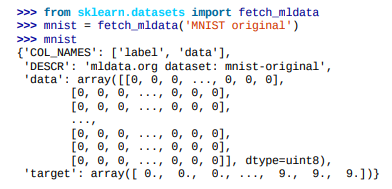 >>> from sklearn.datasets import fetch_mldata
>>> mnist = fetch_mldata('MNIST original')
>>> mnist
{'COL_NAMES': ['label', 'data'],
 'DESCR': 'mldata.org dataset: mnist-original',
 'data': array([[0, 0, 0, ..., 0, 0, 0],
        [0, 0, 0, ..., 0, 0, 0],
        [0, 0, 0, ..., 0, 0, 0],
        ...,
        [0, 0, 0, ..., 0, 0, 0],
        [0, 0, 0, ..., 0, 0, 0],
        [0, 0, 0, ..., 0, 0, 0]], dtype=uint8),
 'target': array([ 0.,  0.,  0., ...,  9.,  9.,  9.])}